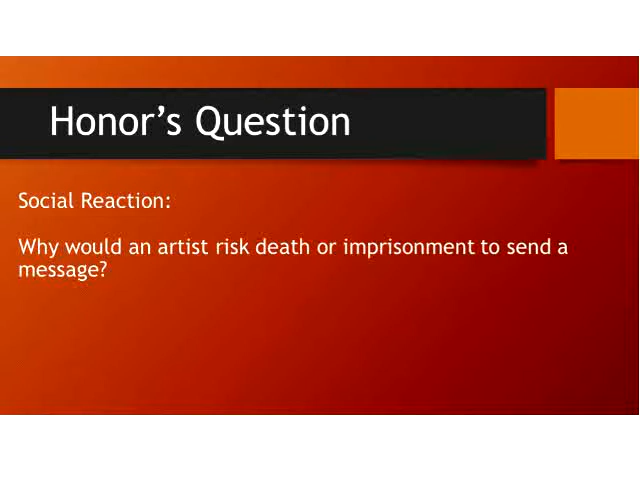 Honor’s Question
Social Reaction:
Why would an artist risk death or imprisonment to send a
message?